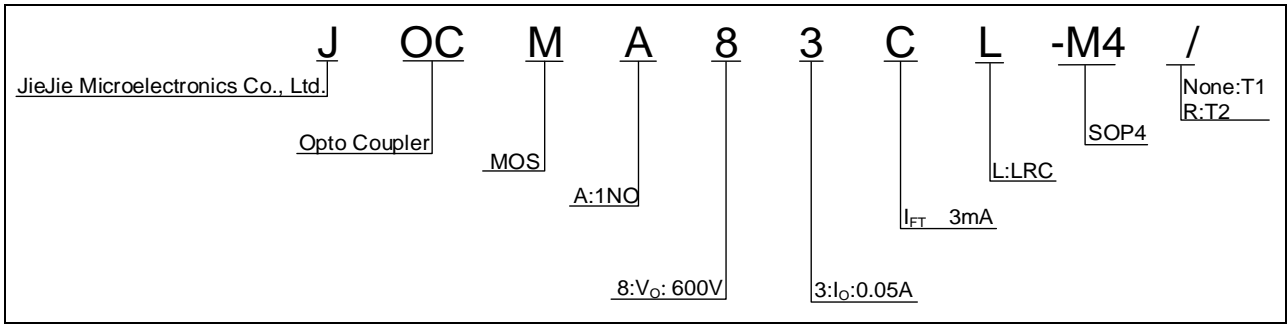 J OC M A 8 3 C L -M4 /
JieJie Microelectronics Co., Ltd.
None:T1
R:T2
Opto Coupler
SOP4
MOS
L:LRC
A:1NO
IFT 3mA
8:VO: 600V
3:IO:0.05A